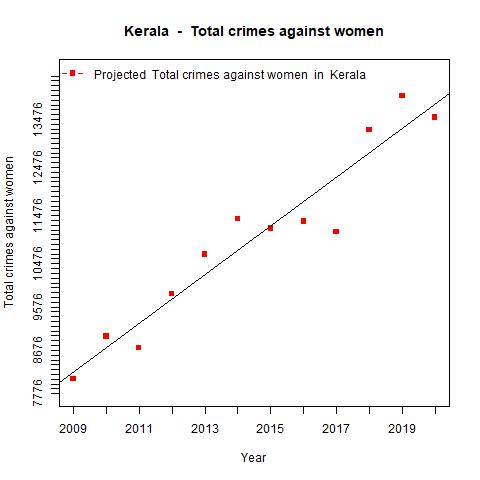 Kerala - Total crimes against women
Projected Total crimes against women in Kerala
Total crimes against women
13476
12476
11476
10476
9576
8676
7776
2009 2011 2013 2015 2017 2019
Year